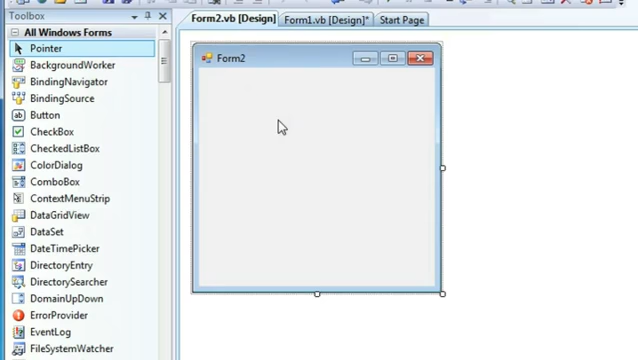 Toolbox
Form2.vb [Design] Form1.vb [Design]* Start Page
All Windows Forms
Pointer
BackgroundWorker
BindingNavigator
BindingSource
Button
CheckBox
CheckedListBox
ColorDialog
ComboBox
ContextMenuStrip
DataGridView
DataSet
DateTimePicker
DirectoryEntry
DirectorySearcher
DomainUpDown
ErrorProvider
EventLog
FileSystemWatcher
Form2